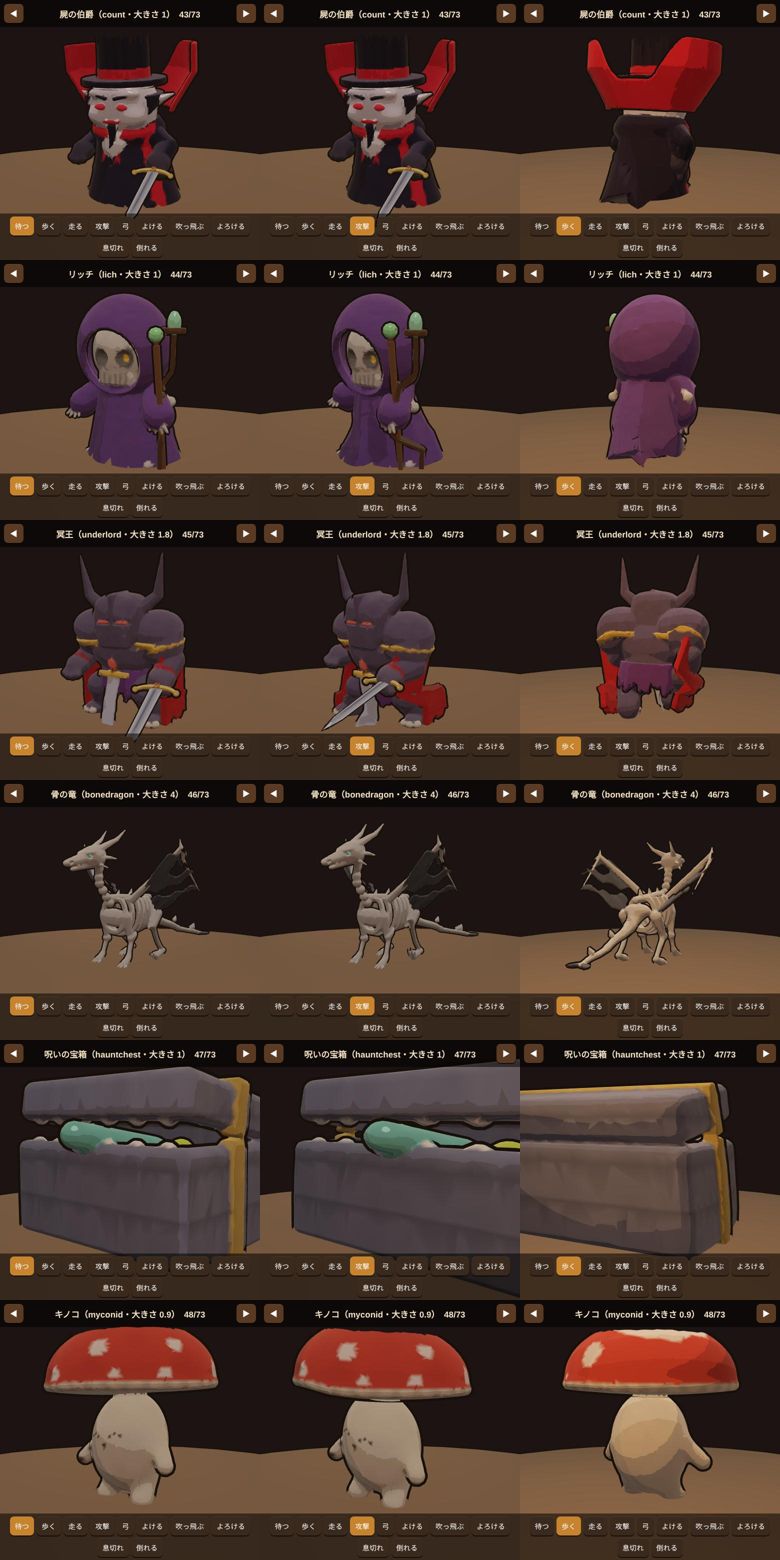 ◀ 屍の伯爵（count・大きさ 1） 43/73 ▶
待つ 歩く 走る 攻撃 弓 よける 吹っ飛ぶ よろける
息切れ 倒れる
◀ 屍の伯爵（count・大きさ 1） 43/73 ▶
待つ 歩く 走る 攻撃 弓 よける 吹っ飛ぶ よろける
息切れ 倒れる
◀ 屍の伯爵（count・大きさ 1） 43/73 ▶
待つ 歩く 走る 攻撃 弓 よける 吹っ飛ぶ よろける
息切れ 倒れる
◀ リッチ（lich・大きさ 1） 44/73 ▶
待つ 歩く 走る 攻撃 弓 よける 吹っ飛ぶ よろける
息切れ 倒れる
◀ リッチ（lich・大きさ 1） 44/73 ▶
待つ 歩く 走る 攻撃 弓 よける 吹っ飛ぶ よろける
息切れ 倒れる
◀ リッチ（lich・大きさ 1） 44/73 ▶
待つ 歩く 走る 攻撃 弓 よける 吹っ飛ぶ よろける
息切れ 倒れる
◀ 冥王（underlord・大きさ 1.8） 45/73 ▶
待つ 歩く 走る 攻撃 弓 よける 吹っ飛ぶ よろける
息切れ 倒れる
◀ 冥王（underlord・大きさ 1.8） 45/73 ▶
待つ 歩く 走る 攻撃 弓 よける 吹っ飛ぶ よろける
息切れ 倒れる
◀ 冥王（underlord・大きさ 1.8） 45/73 ▶
待つ 歩く 走る 攻撃 弓 よける 吹っ飛ぶ よろける
息切れ 倒れる
◀ 骨の竜（bonedragon・大きさ 4） 46/73 ▶
待つ 歩く 走る 攻撃 弓 よける 吹っ飛ぶ よろける
息切れ 倒れる
◀ 骨の竜（bonedragon・大きさ 4） 46/73 ▶
待つ 歩く 走る 攻撃 弓 よける 吹っ飛ぶ よろける
息切れ 倒れる
◀ 骨の竜（bonedragon・大きさ 4） 46/73 ▶
待つ 歩く 走る 攻撃 弓 よける 吹っ飛ぶ よろける
息切れ 倒れる
◀ 呪いの宝箱（hauntchest・大きさ 1） 47/73 ▶
待つ 歩く 走る 攻撃 弓 よける 吹っ飛ぶ よろける
息切れ 倒れる
◀ 呪いの宝箱（hauntchest・大きさ 1） 47/73 ▶
待つ 歩く 走る 攻撃 弓 よける 吹っ飛ぶ よろける
息切れ 倒れる
◀ 呪いの宝箱（hauntchest・大きさ 1） 47/73 ▶
待つ 歩く 走る 攻撃 弓 よける 吹っ飛ぶ よろける
息切れ 倒れる
◀ キノコ（myconid・大きさ 0.9） 48/73 ▶
待つ 歩く 走る 攻撃 弓 よける 吹っ飛ぶ よろける
息切れ 倒れる
◀ キノコ（myconid・大きさ 0.9） 48/73 ▶
待つ 歩く 走る 攻撃 弓 よける 吹っ飛ぶ よろける
息切れ 倒れる
◀ キノコ（myconid・大きさ 0.9） 48/73 ▶
待つ 歩く 走る 攻撃 弓 よける 吹っ飛ぶ よろける
息切れ 倒れる